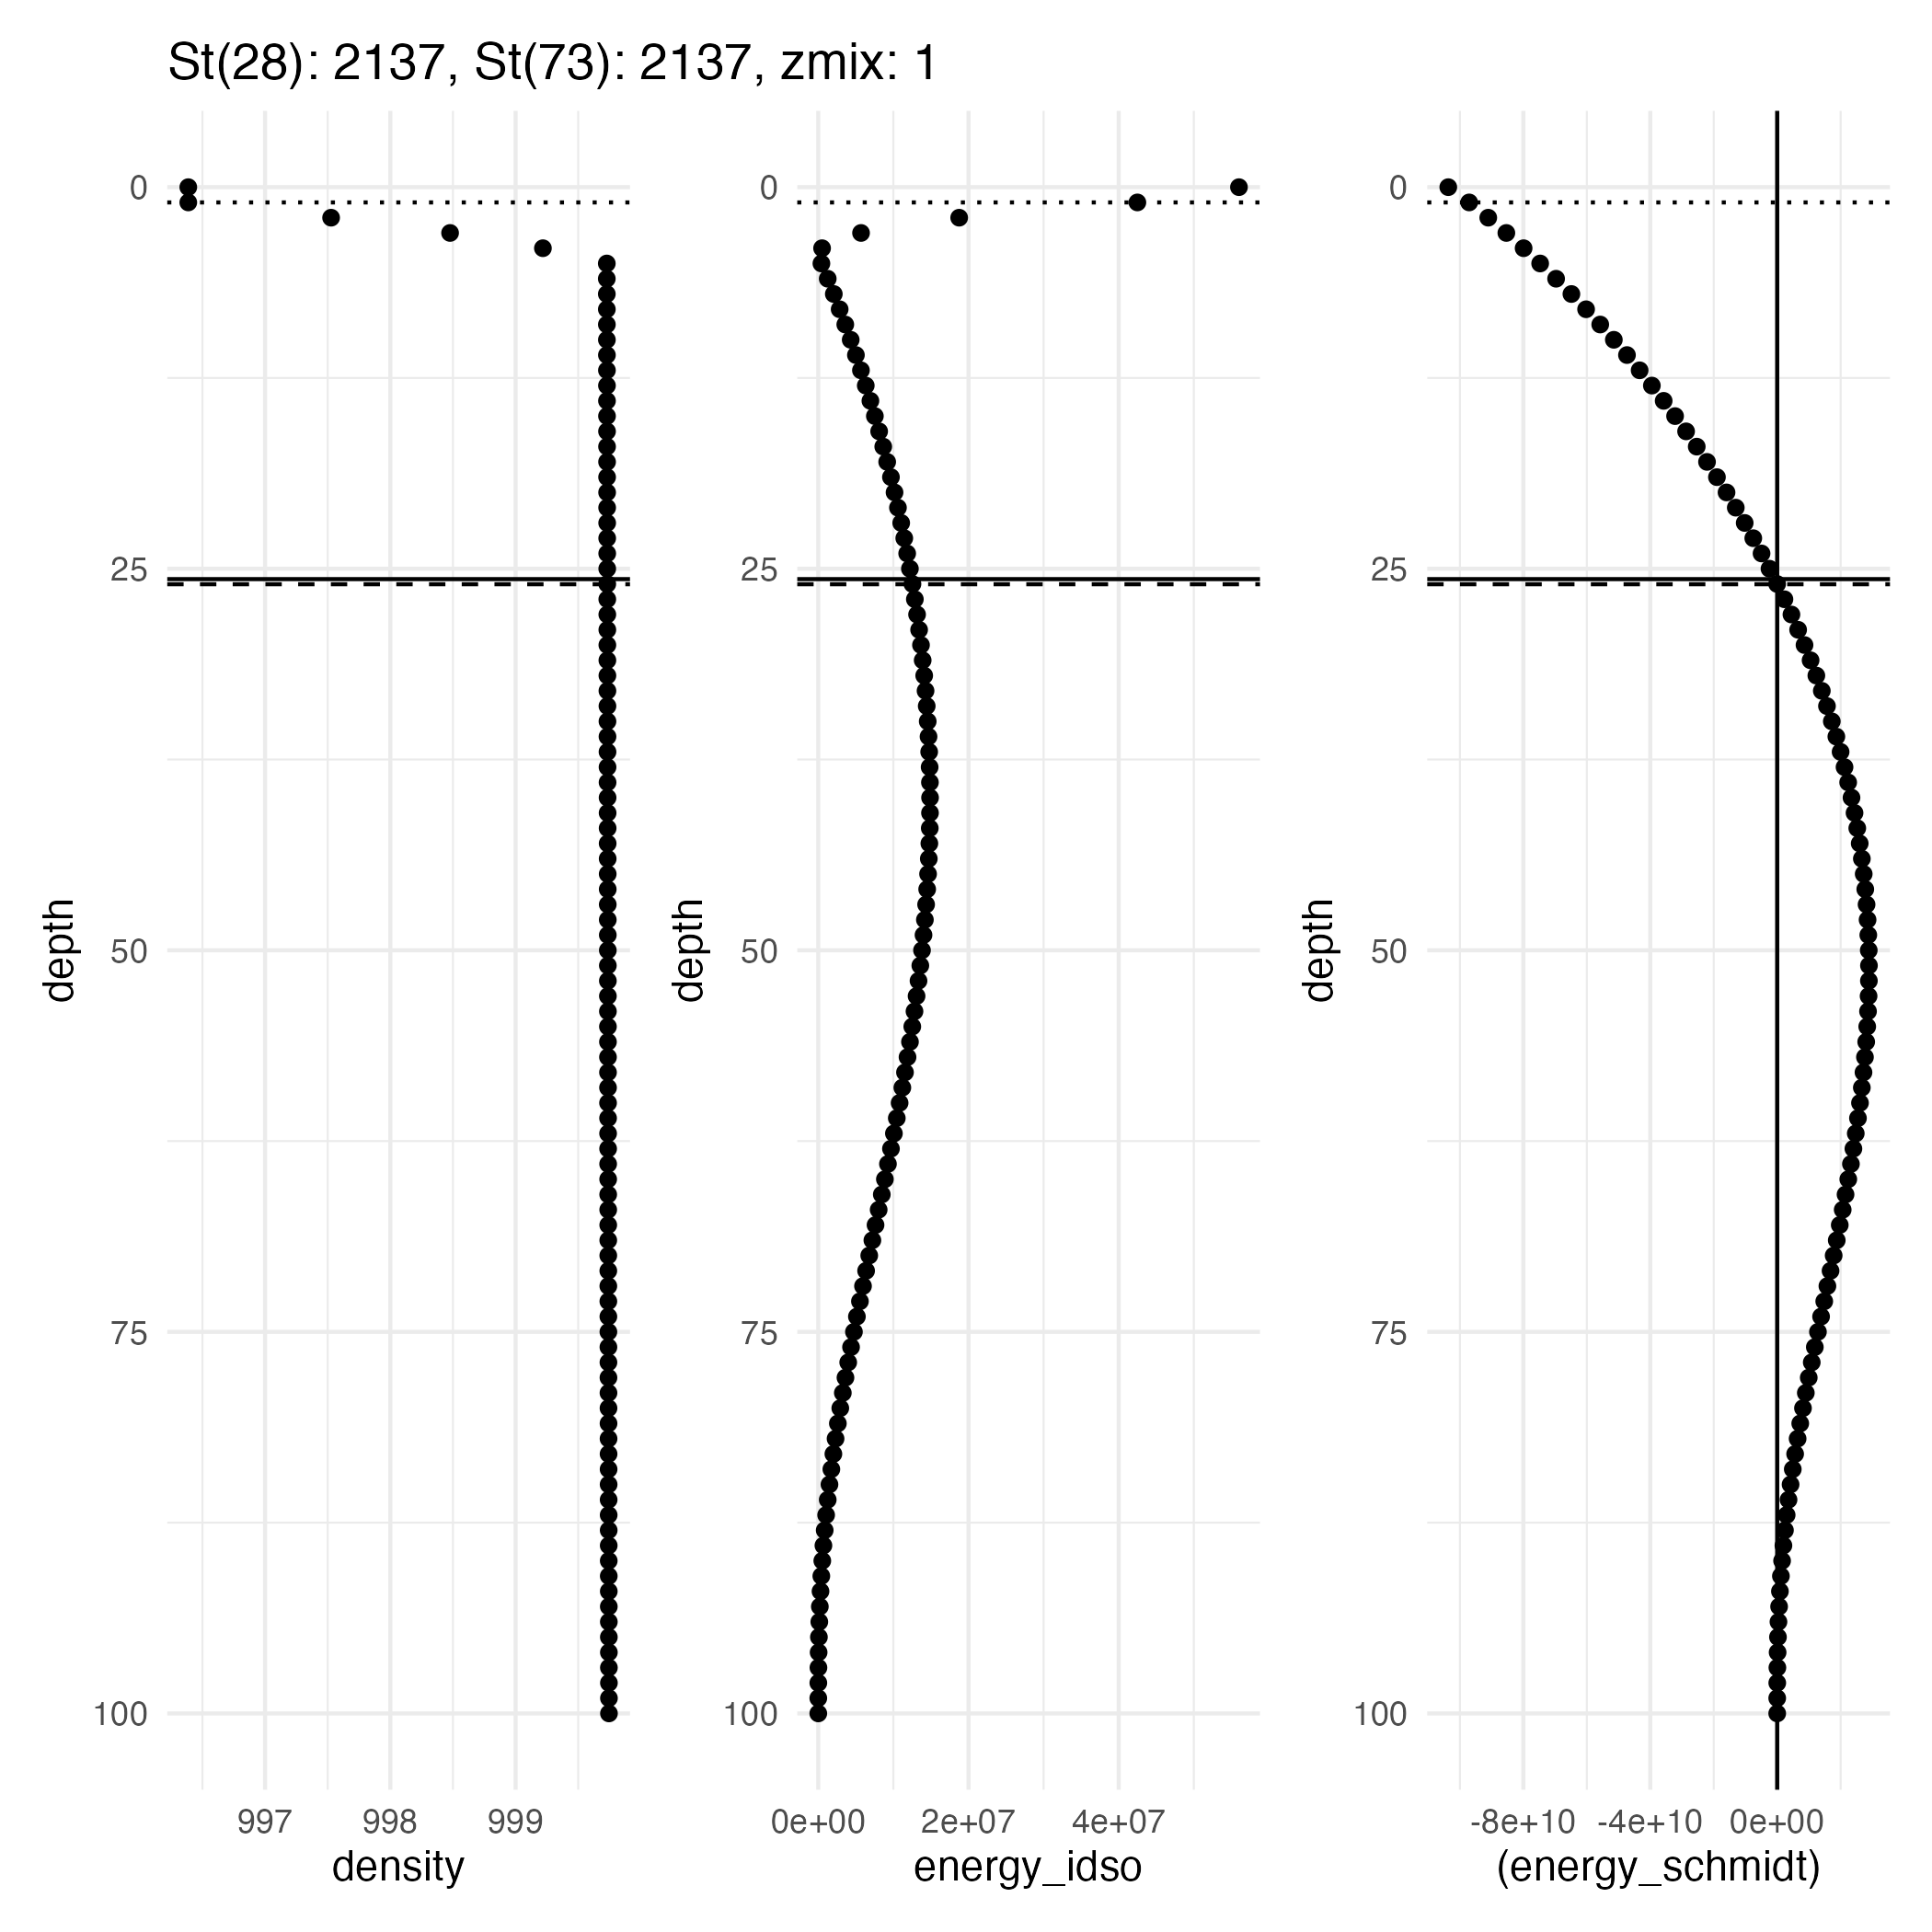 St(28): 2137, St(73): 2137, zmix: 1
0
25
50
75
100
depth
997 998 999
density
0
25
50
75
100
depth
0e+00 2e+07 4e+07
energy_idso
0
25
50
75
100
depth
-8e+10 -4e+10 0e+00
(energy_schmidt)